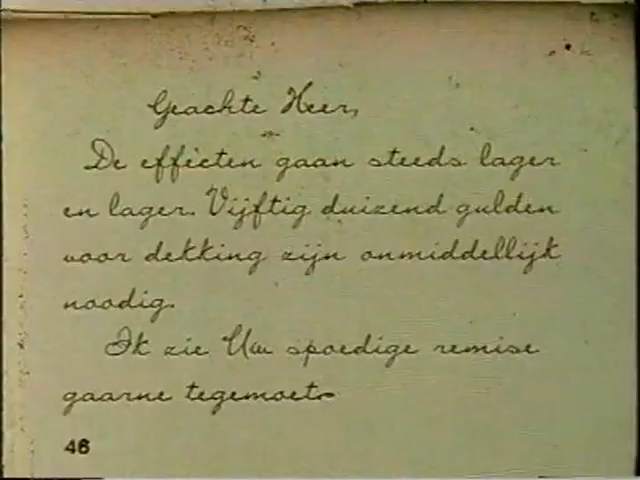 Geachte Heer,
De effecten gaan steeds lager
en lager. Vijftig duizend gulden
voor dekking zijn onmiddellijk
noodig.
Ik zie Uw spoedige remise
gaarne tegemoet.
46